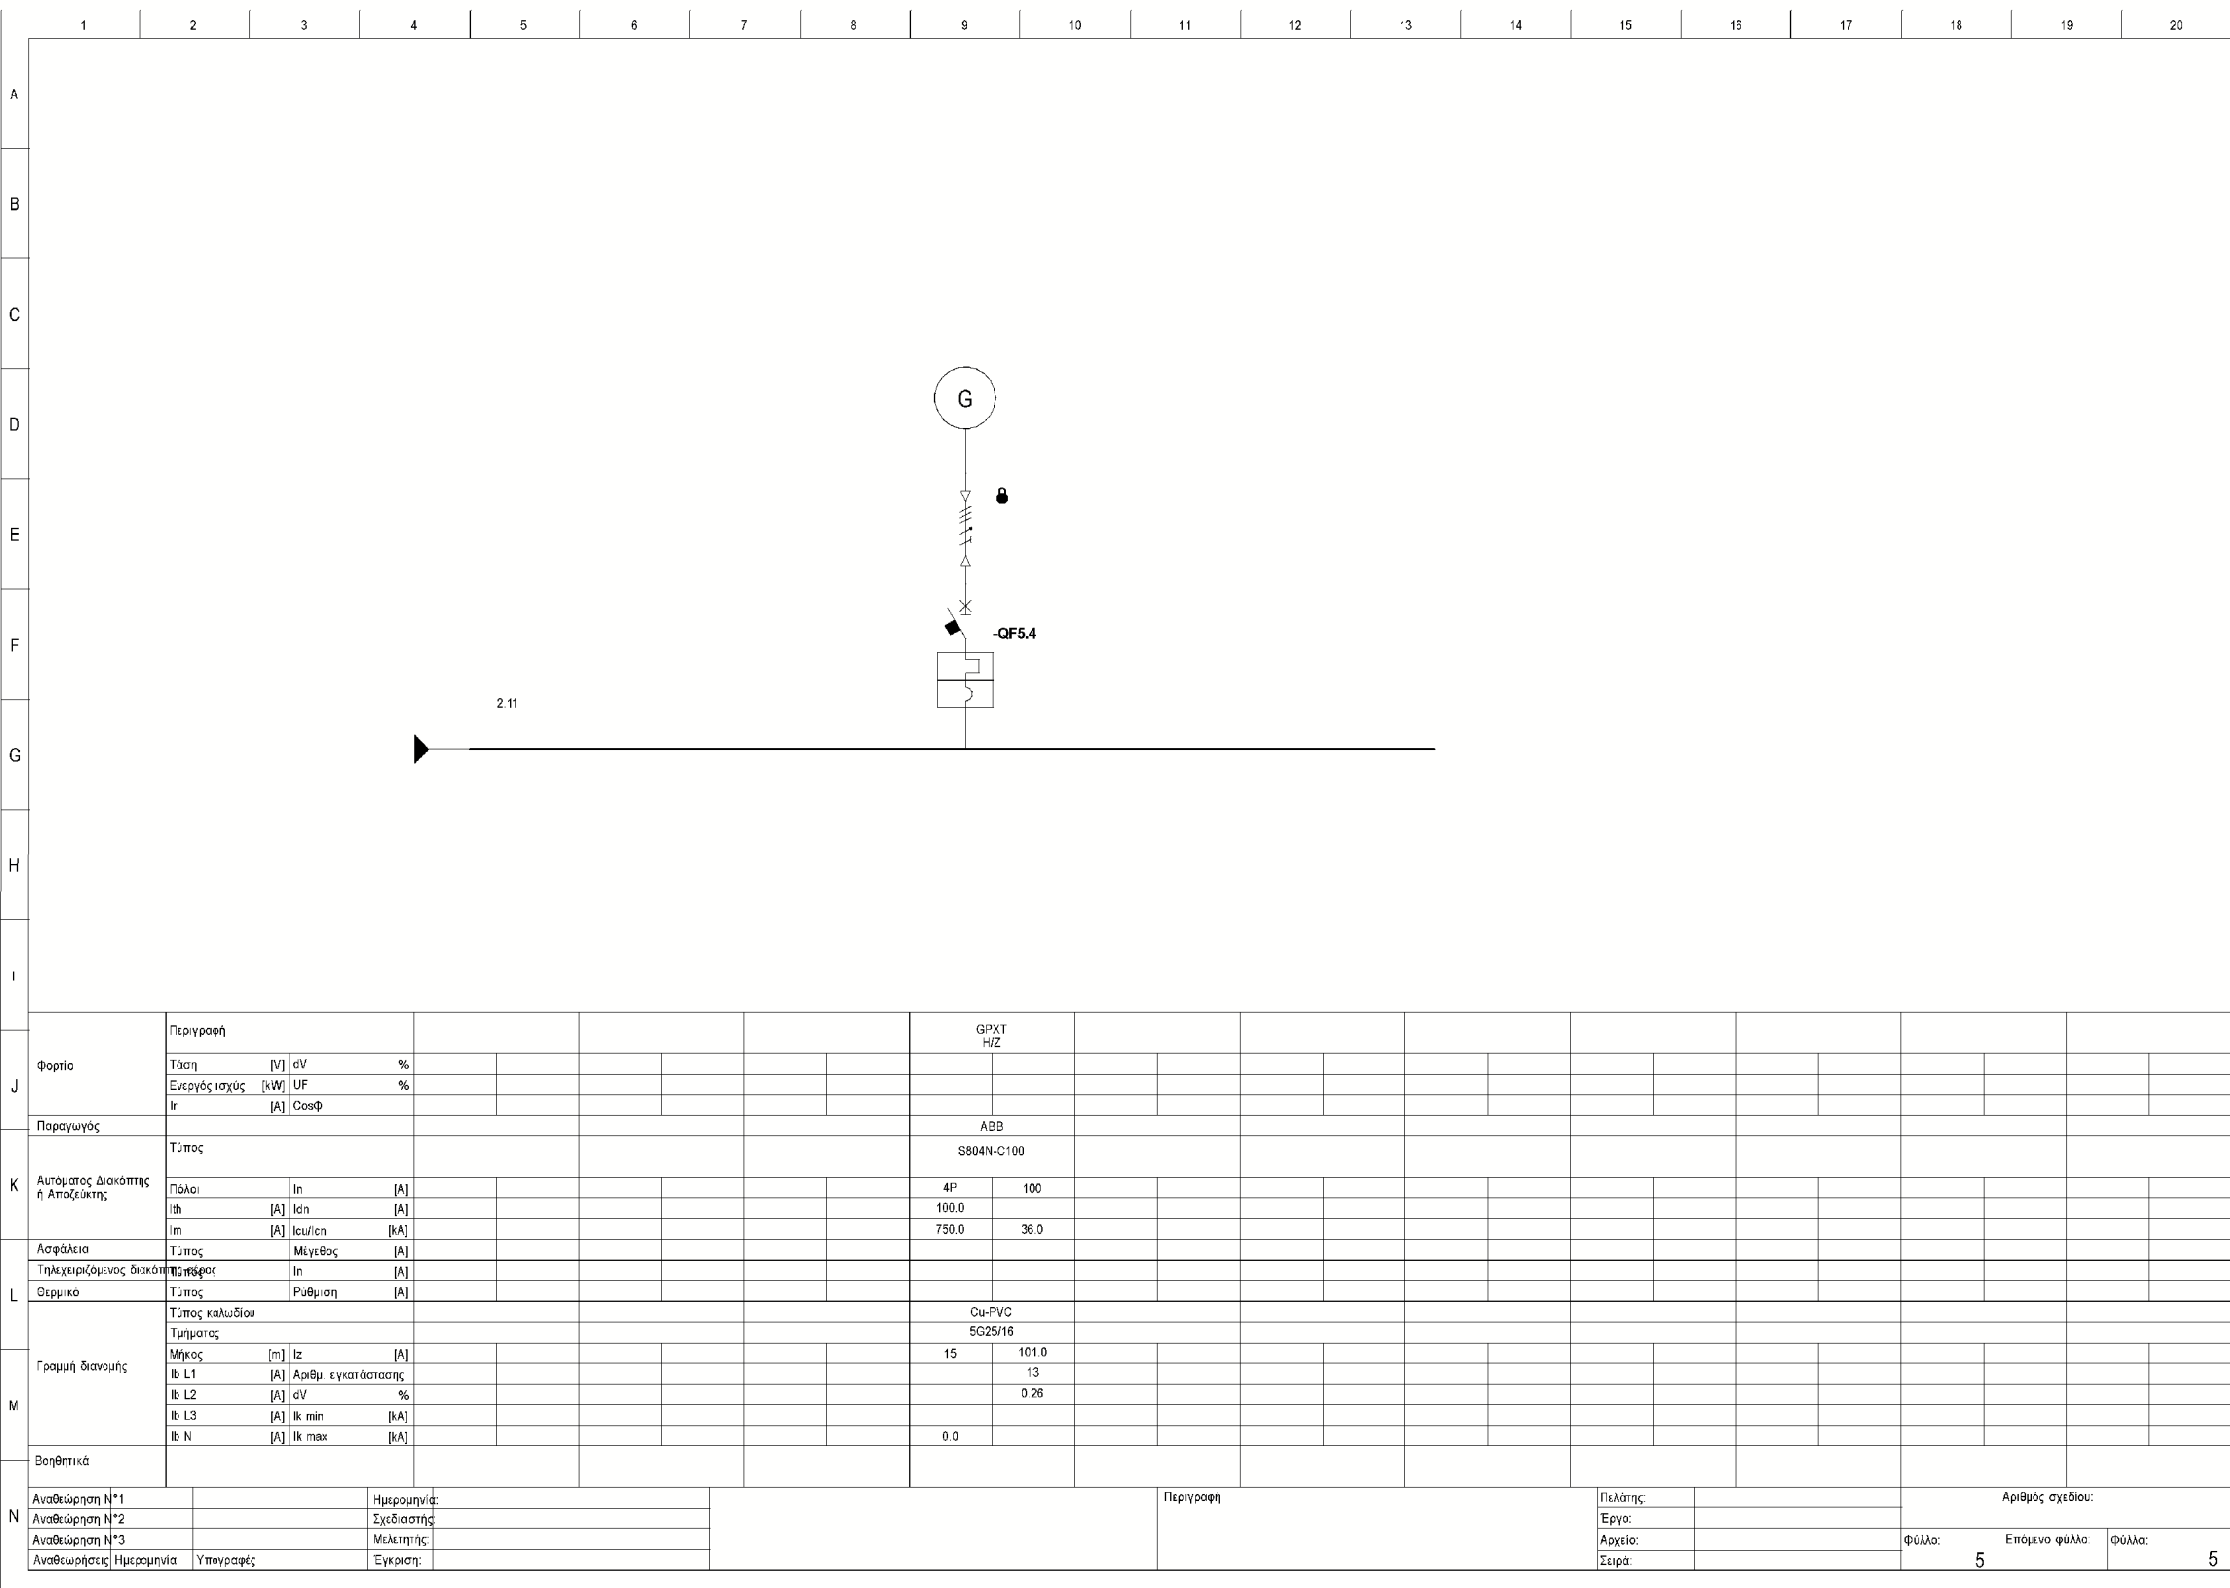 1 2 3 4 5 6 7 8 9 10 11 12 13 14 15 16 17 18 19 20
A
B
C
D
G
E
F
-QF5.4
2.11
G
H
I
Περιγραφή GPXT
H/Z
Φορτίο
J
Τάση [V] dV %
Ενεργός ισχύς [kW] UF %
Ir [A] CosΦ
Παραγωγός ABB
Τύπος S804N-C100
K
Αυτόματος Διακόπτης
ή Αποζεύκτης
Πόλοι In [A] 4P 100
Ith [A] Idn [A] 100.0
Im [A] Icu/Icn [kA] 750.0 36.0
Ασφάλεια Τύπος Μέγεθος [A]
Τηλεχειριζόμενος διακόπτης αέρος Τύπος In [A]
L
Θερμικό Τύπος Ρύθμιση [A]
Τύπος καλωδίου Cu-PVC
Τμήματος 5G25/16
Γραμμή διανομής
Μήκος [m] Iz [A] 15 101.0
Ib L1 [A] Αριθμ. εγκατάστασης 13
Ib L2 [A] dV % 0.26
M
Ib L3 [A] Ik min [kA]
Ib N [A] Ik max [kA] 0.0
Βοηθητικά
N
Αναθεώρηση N°1 Ημερομηνία: Περιγραφη Πελάτης: Αριθμός σχεδίου:
Αναθεώρηση N°2 Σχεδιαστής: Έργο:
Αναθεώρηση N°3 Μελετητής: Αρχείο: Φύλλο: Επόμενο φύλλο: Φύλλα:
Αναθεωρήσεις Ημερομηνία Υπογραφές Έγκριση: Σειρά: 5 5